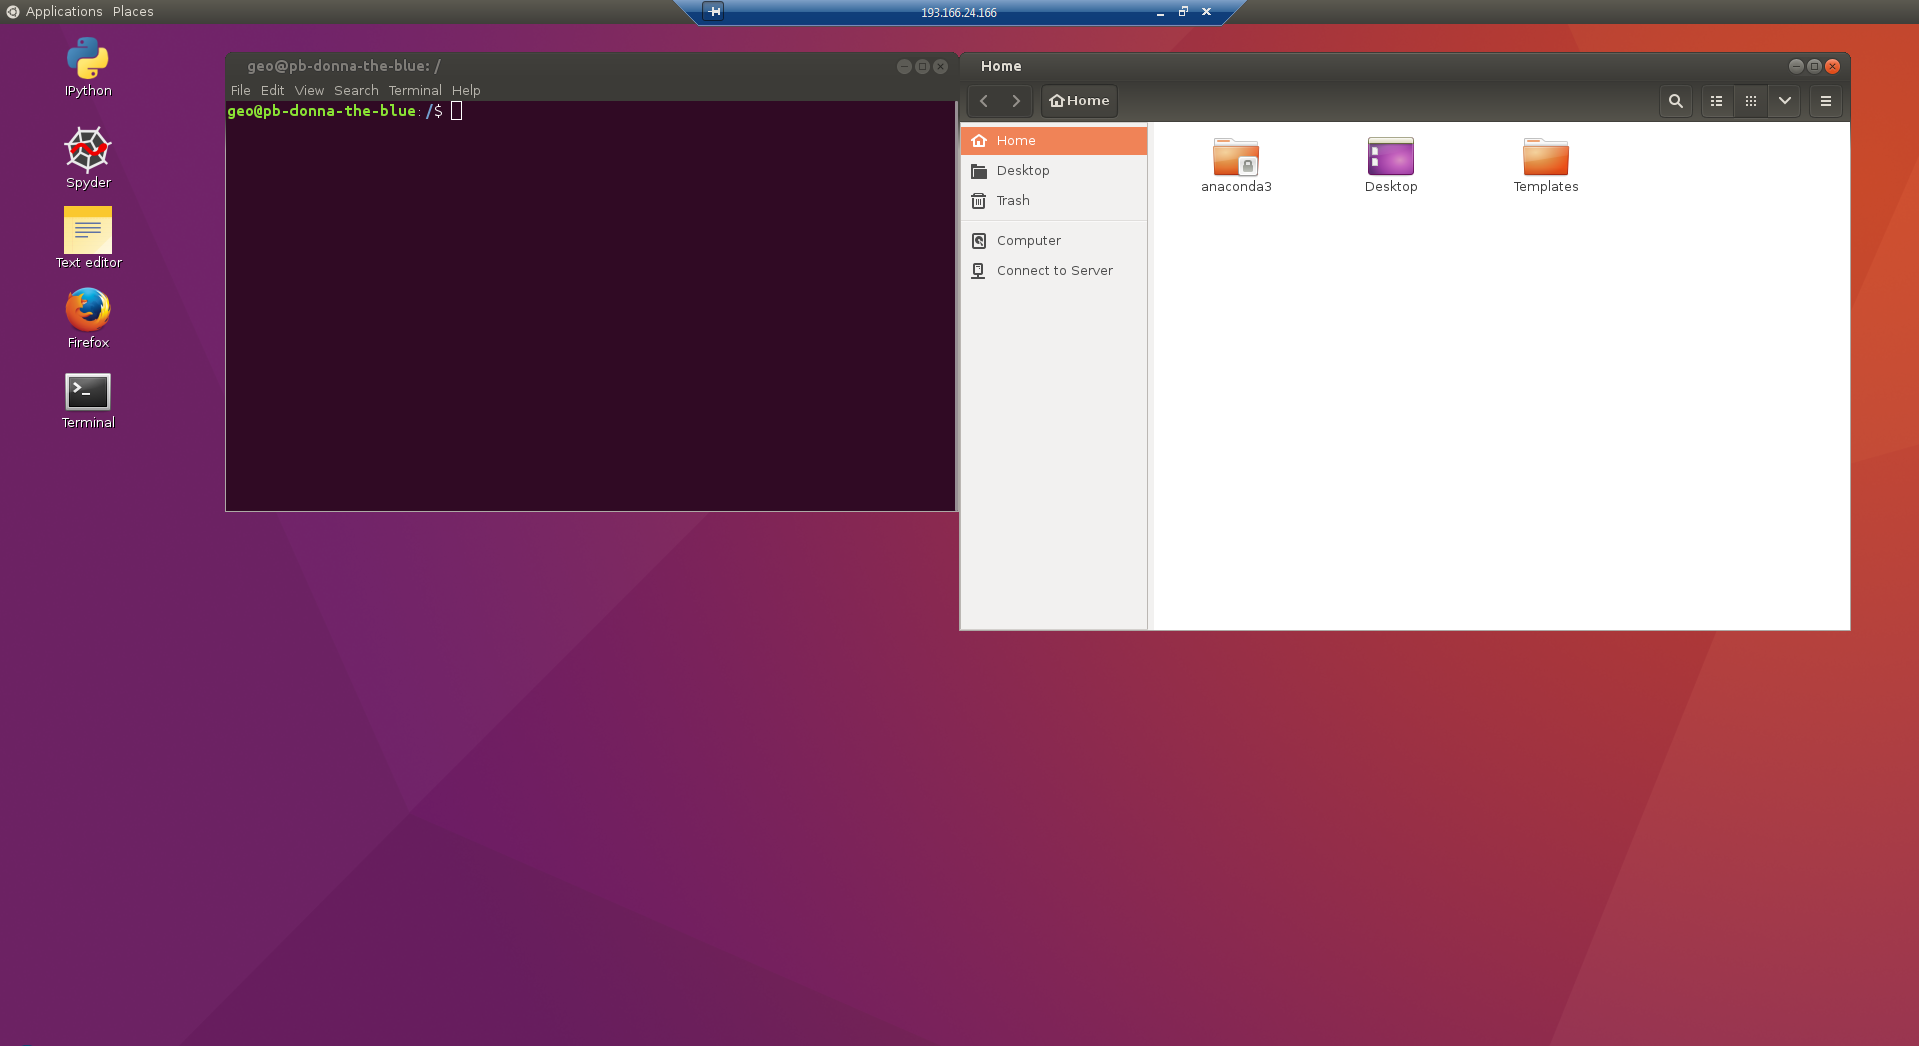 Applications Places
193.166.24.166
IPython
Spyder
Text editor
Firefox
Terminal
geo@pb-donna-the-blue: /
File Edit View Search Terminal Help
geo@pb-donna-the-blue:/$
Home
Home
Home
Desktop
Trash
Computer
Connect to Server
anaconda3
Desktop
Templates